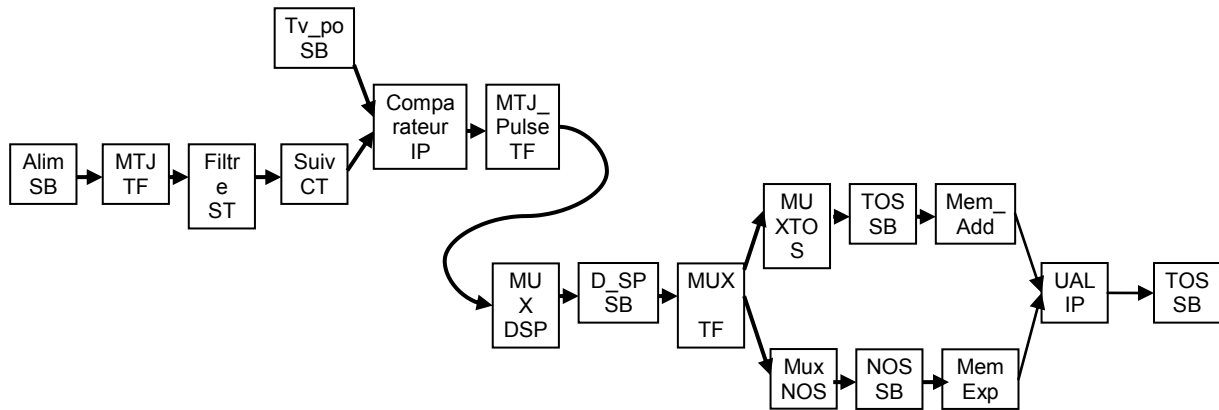 Tv_po
SB
Compa
rateur
IP
MTJ_
Pulse
TF
Alim
SB
MTJ
TF
Filtr
e
ST
Suiv
CT
MU
XTO
S
TOS
SB
Mem_
Add
MU
X
DSP
D_SP
SB
MUX
TF
UAL
IP
TOS
SB
Mux
NOS
NOS
SB
Mem
Exp